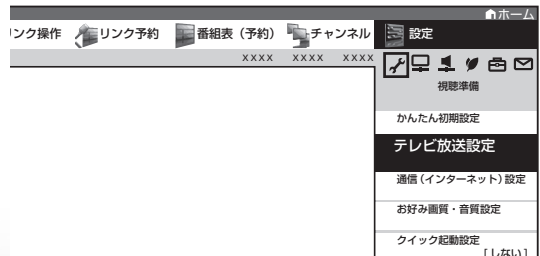 ホーム
リンク操作 リンク予約 番組表（予約） チャンネル 設定
xxxx xxxx xxxx
視聴準備
かんたん初期設定
テレビ放送設定
通信（インターネット）設定
お好み画質・音質設定
クイック起動設定
［しない］